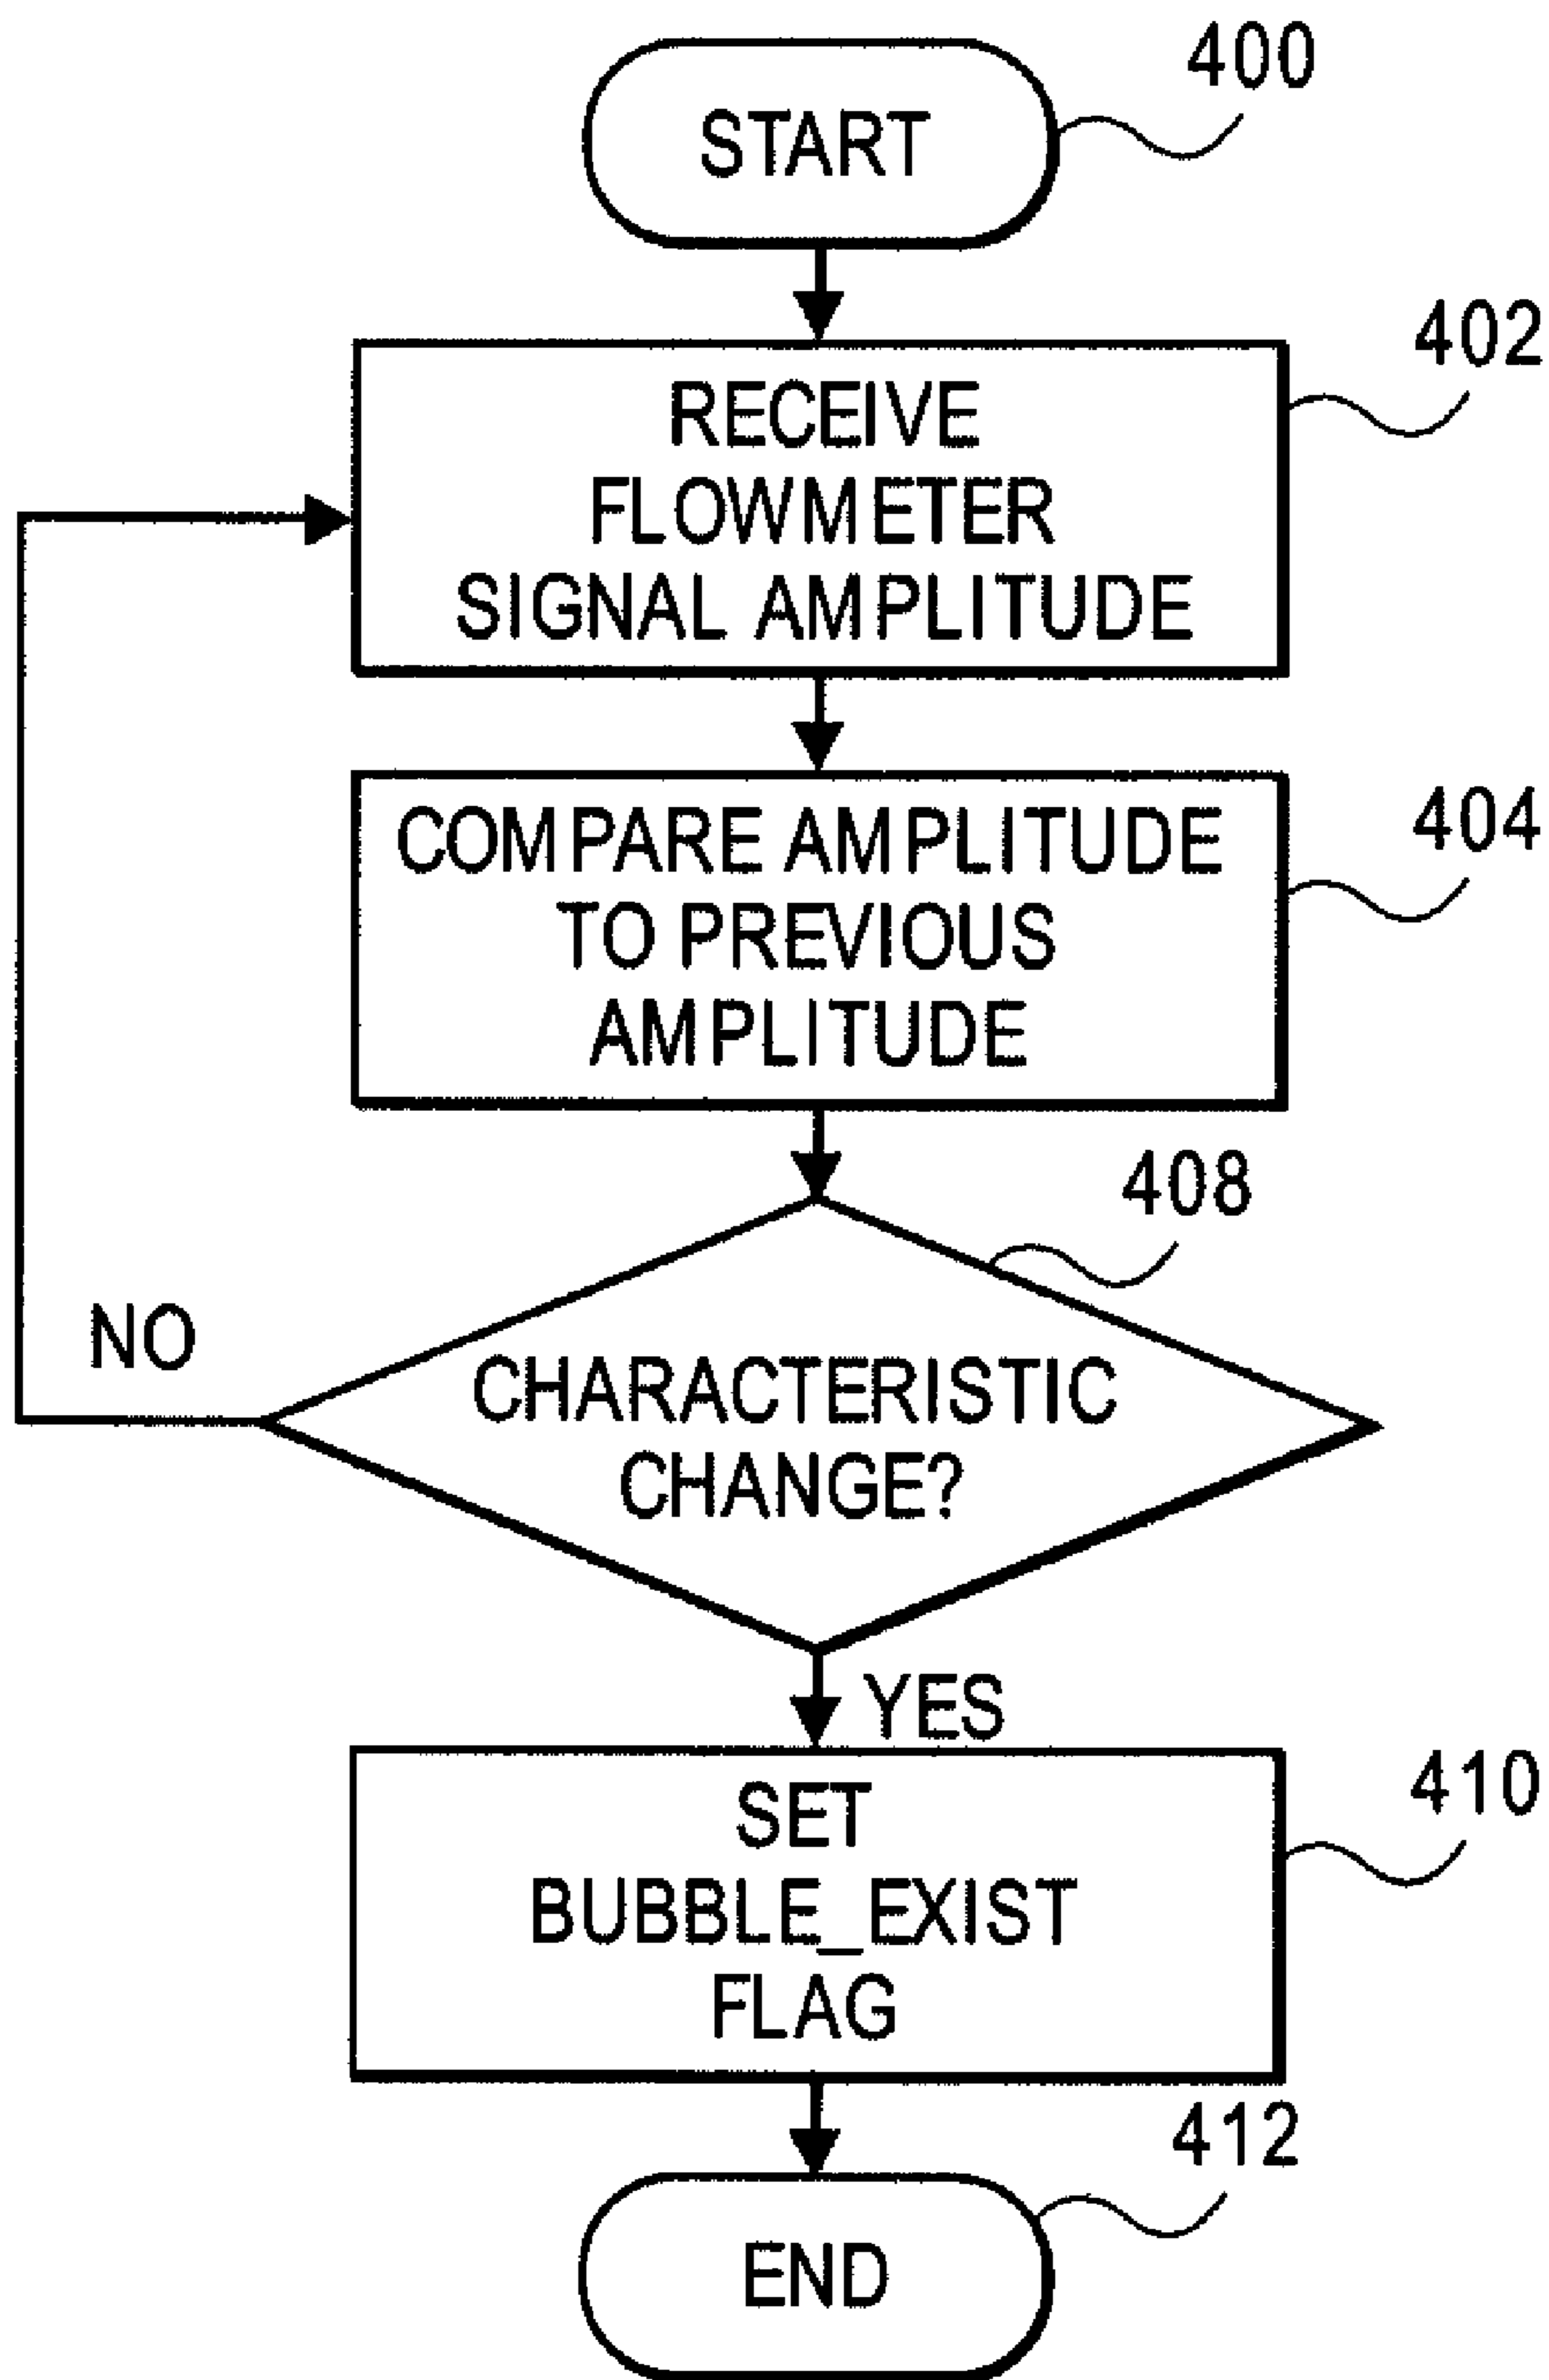 400
START
402
RECEIVE
FLOWMETER
SIGNAL AMPLITUDE
404
COMPARE AMPLITUDE
TO PREVIOUS
AMPLITUDE
408
NO
CHARACTERISTIC
CHANGE?
YES
410
SET
BUBBLE_EXIST
FLAG
412
END